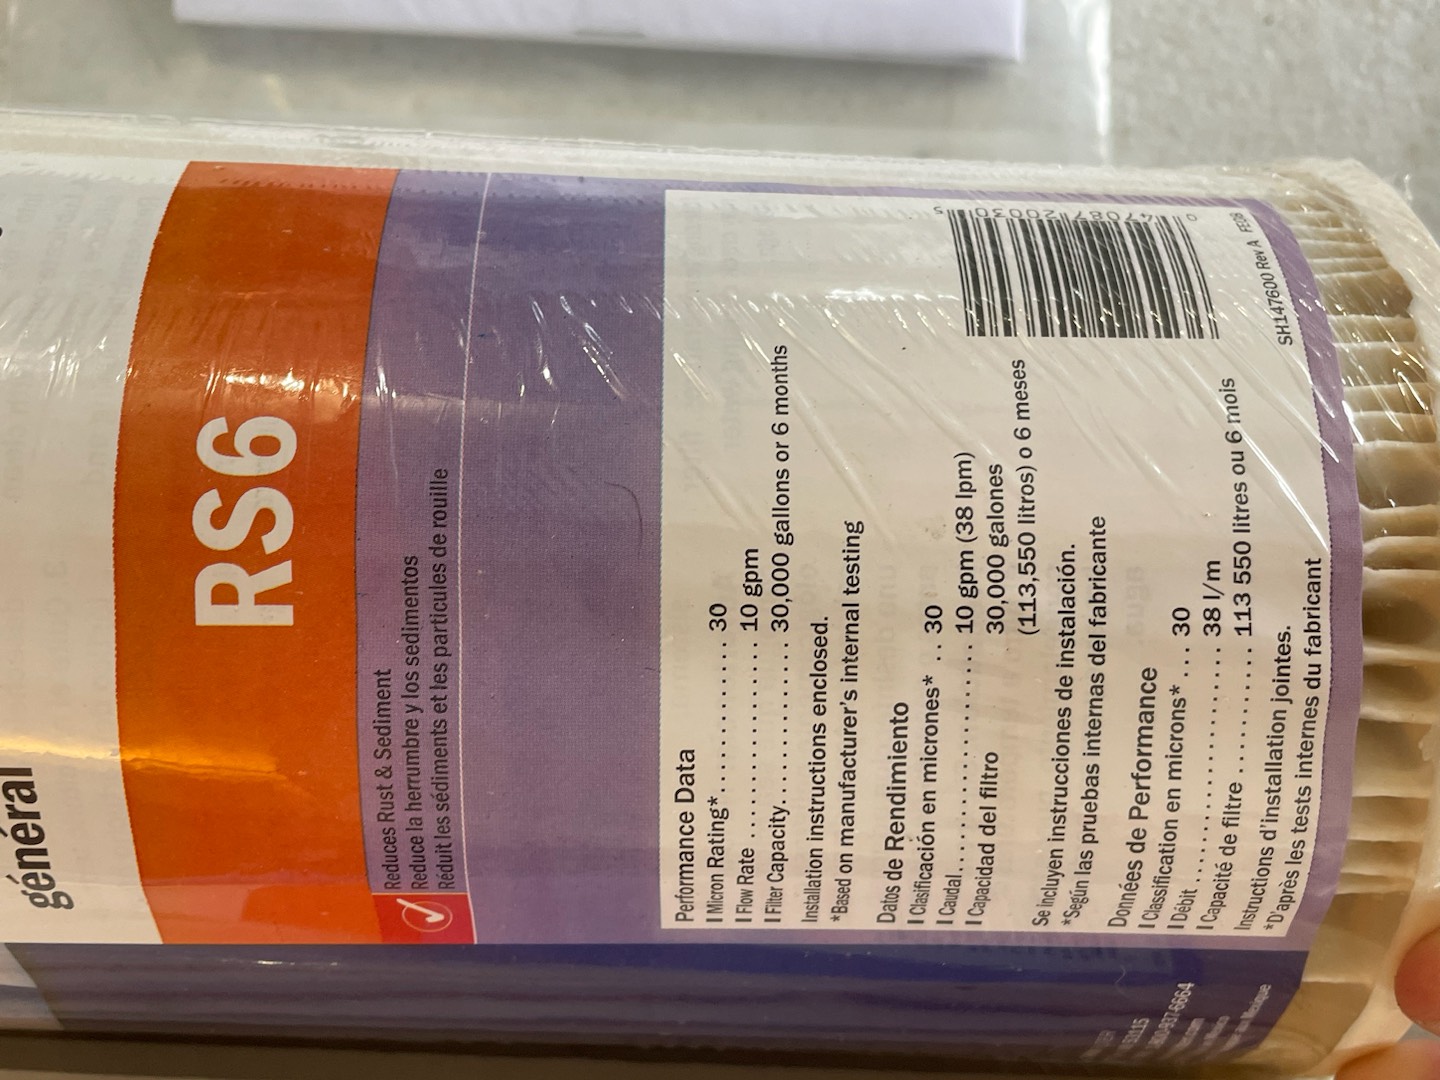 général
RS6
Reduces Rust & Sediment
Reduce la herrumbre y los sedimentos
Réduit les sédiments et les particules de rouille
Performance Data
Micron Rating*.......... 30
Flow Rate .............. 10 gpm
Filter Capacity.......... 30,000 gallons or 6 months
Installation instructions enclosed.
*Based on manufacturer's internal testing
Datos de Rendimiento
Clasificación en micrones* .. 30
Caudal................... 10 gpm (38 lpm)
Capacidad del filtro 30,000 galones
(113,550 litros) o 6 meses
Se incluyen instrucciones de instalación.
*Según las pruebas internas del fabricante
Données de Performance
Classification en microns* .... 30
Débit ................... 38 l/m
Capacité de filtre ........... 113 550 litres ou 6 mois
Instructions d'installation jointes.
*D'après les tests internes du fabricant
SH147600 Rev A FE08